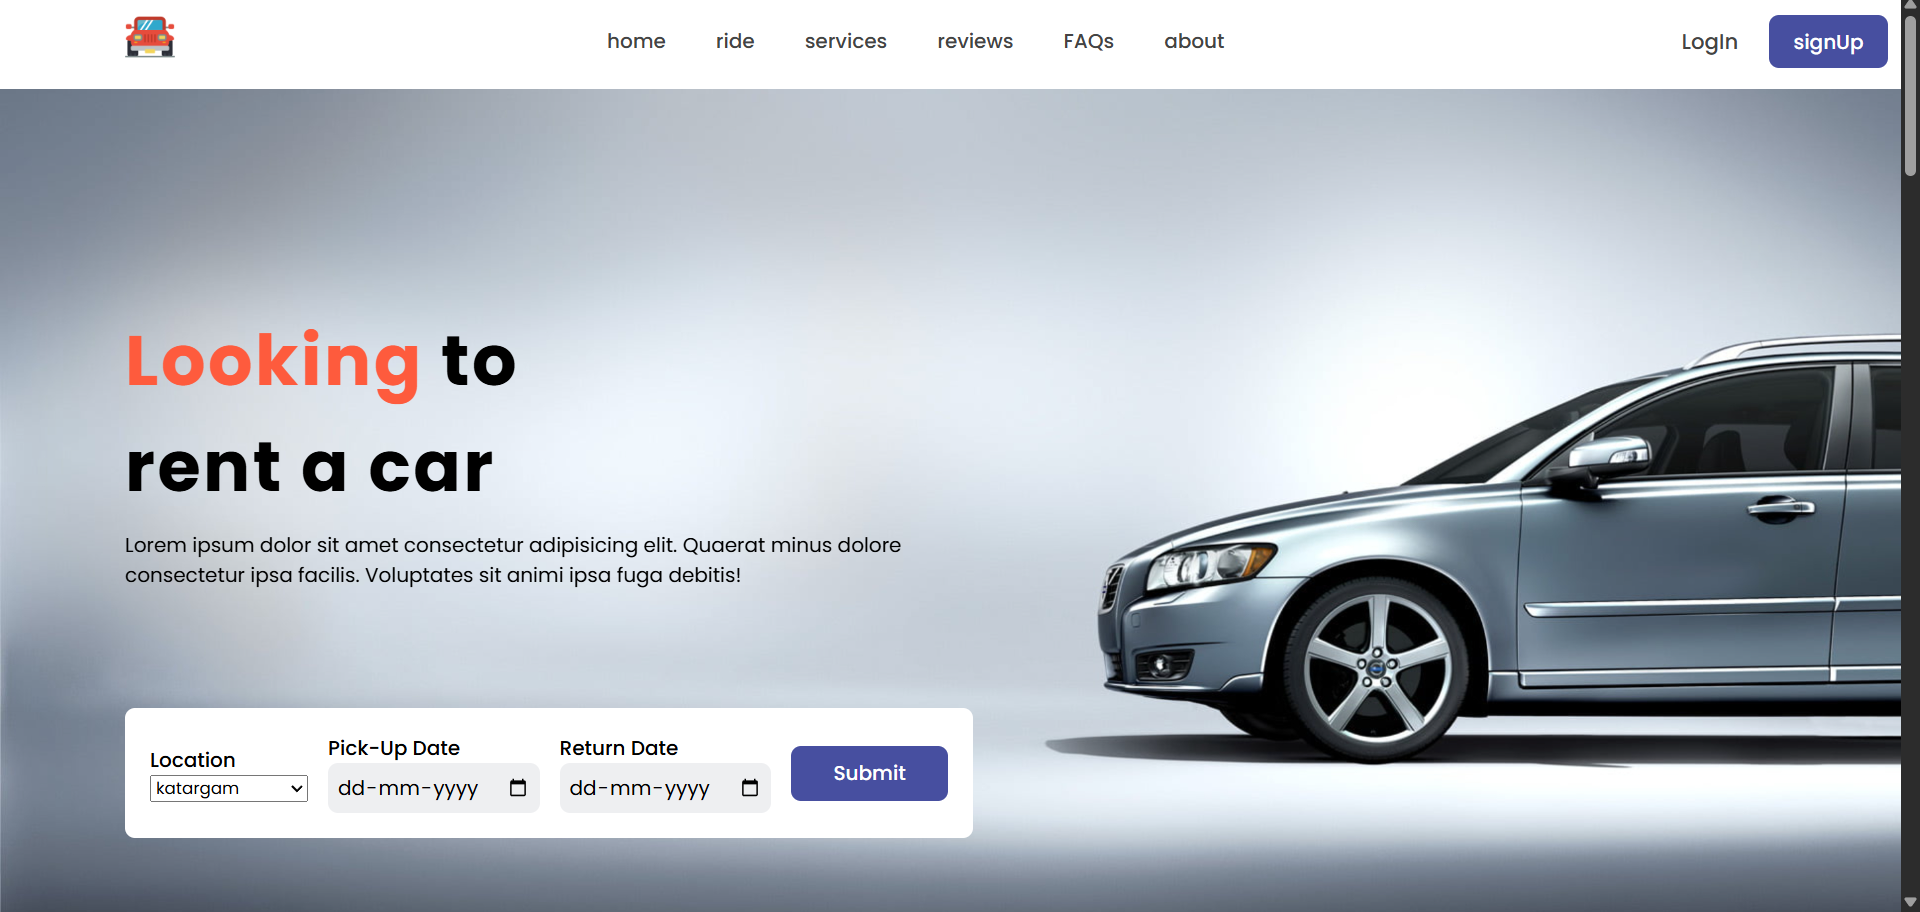 home ride services reviews FAQs about LogIn signUp
Looking to
rent a car
Lorem ipsum dolor sit amet consectetur adipisicing elit. Quaerat minus dolore
consectetur ipsa facilis. Voluptates sit animi ipsa fuga debitis!
Location Pick-Up Date Return Date
katargam dd-mm-yyyy dd-mm-yyyy Submit